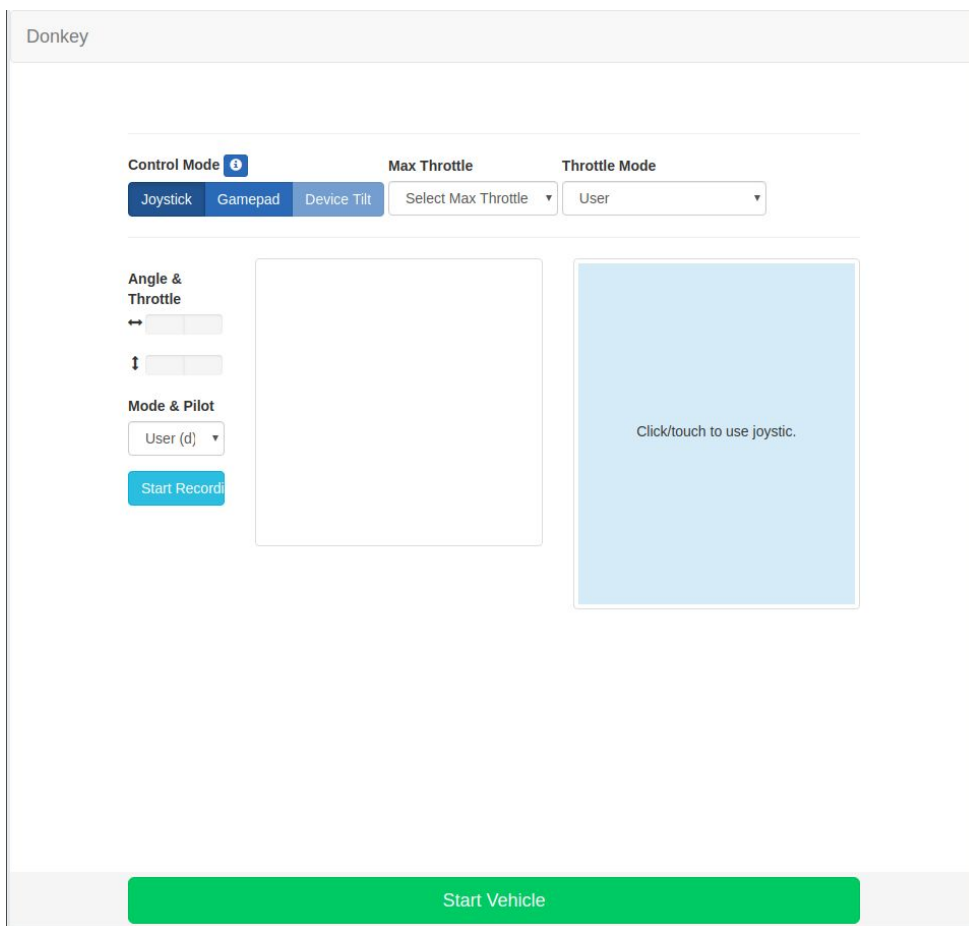 Donkey
Control Mode
Max Throttle
Throttle Mode
Joystick
Gamepad
Device Tilt
Select Max Throttle
User
Angle &
Throttle
Mode & Pilot
User (d)
Start Recordi
Click/touch to use joystic.
Start Vehicle